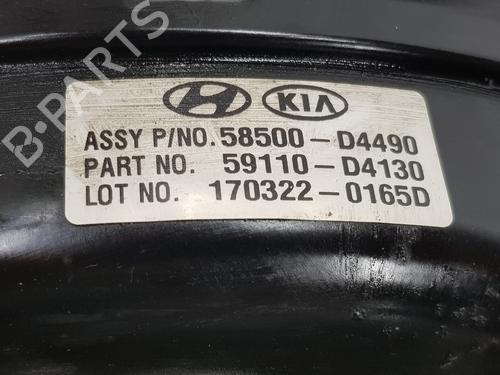 B-PARTS
KIA
ASSY P/NO. 58500-D4490
PART NO. 59110-D4130
LOT NO. 170322-0165D